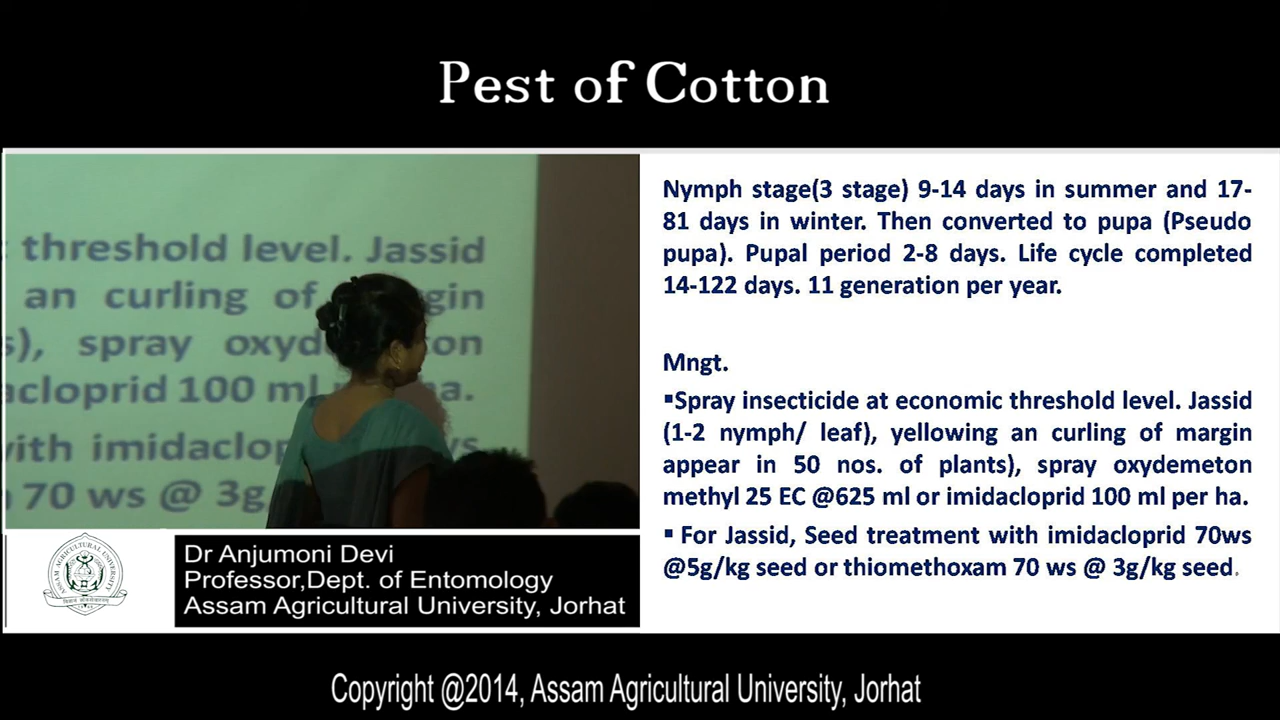 Pest of Cotton
threshold level. Jassid
an curling of
spray
100 ml
with
70 ws @ 3g
Nymph stage(3 stage) 9-14 days in summer and 17-
81 days in winter. Then converted to pupa (Pseudo
pupa). Pupal period 2-8 days. Life cycle completed
14-122 days. 11 generation per year.
Mngt.
▪Spray insecticide at economic threshold level. Jassid
(1-2 nymph/ leaf), yellowing an curling of margin
appear in 50 nos. of plants), spray oxydemeton
methyl 25 EC @625 ml or imidacloprid 100 ml per ha.
▪ For Jassid, Seed treatment with imidacloprid 70ws
@5g/kg seed or thiomethoxam 70 ws @ 3g/kg seed.
ASSAM AGRICULTURAL UNIVERSITY
Dr Anjumoni Devi
Professor,Dept. of Entomology
Assam Agricultural University, Jorhat
Copyright @2014, Assam Agricultural University, Jorhat